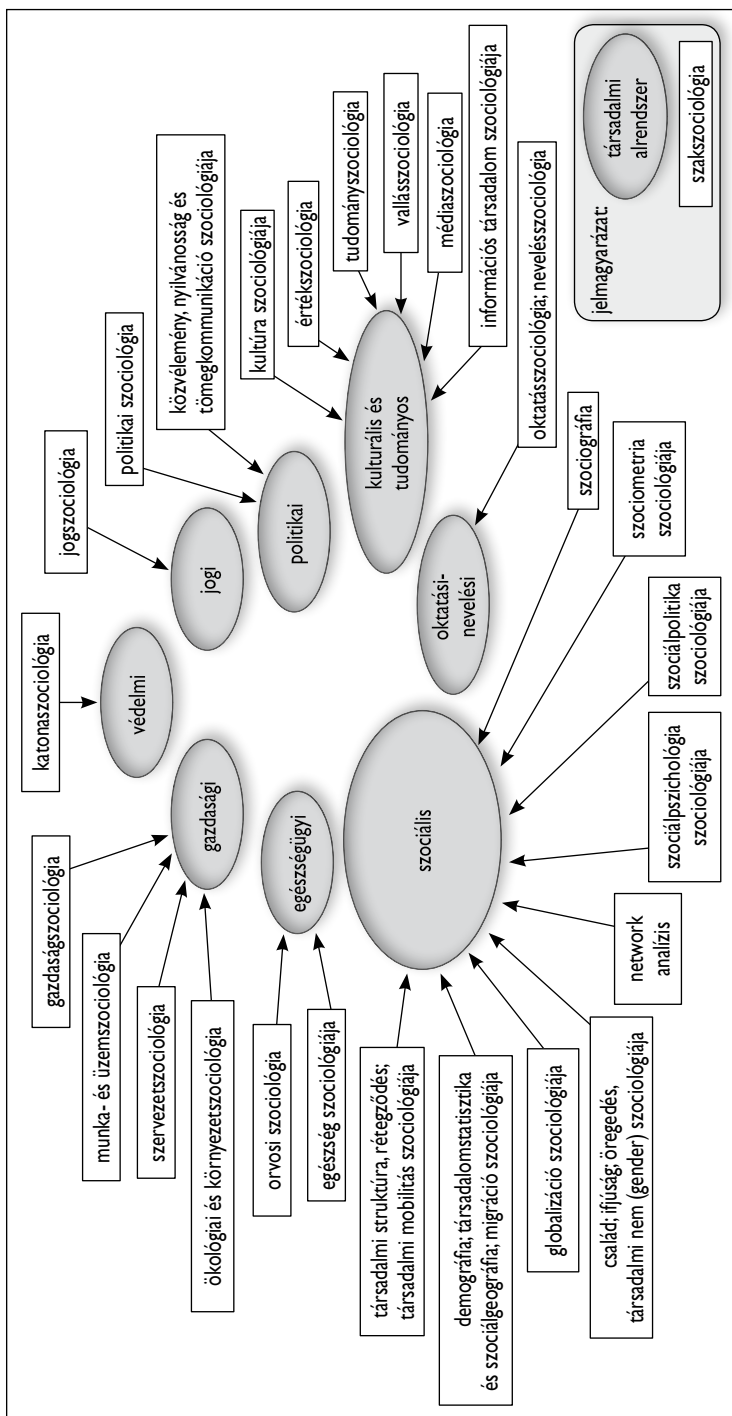 katonaszociológia
védelmi
jogszociológia
jogi
politikai szociológia
közvélemény, nyilvánosság és
tömegkommunikáció szociológiája
politikai
kultúra szociológiája
értékszociológia
tudományszociológia
vallásszociológia
médiaszociológia
információs társadalom szociológiája
kulturális és
tudományos
oktatásszociológia; nevelésszociológia
oktatási-
nevelési
gazdaságszociológia
munka- és üzemszociológia
szervezetszociológia
ökológiai és környezetszociológia
gazdasági
orvosi szociológia
egészség szociológiája
egészségügyi
társadalmi struktúra, rétegződés;
társadalmi mobilitás szociológiája
demográfia; társadalomstatisztika
és szociálgeográfia; migráció szociológiája
globalizáció szociológiája
család; ifjúság; öregedés,
társadalmi nem (gender) szociológiája
network
analízis
szociálpszichológia
szociológiája
szociálpolitika
szociológiája
szociometria
szociológiája
szociográfia
szociális
jelmagyarázat:
társadalmi
alrendszer
szakszociológia